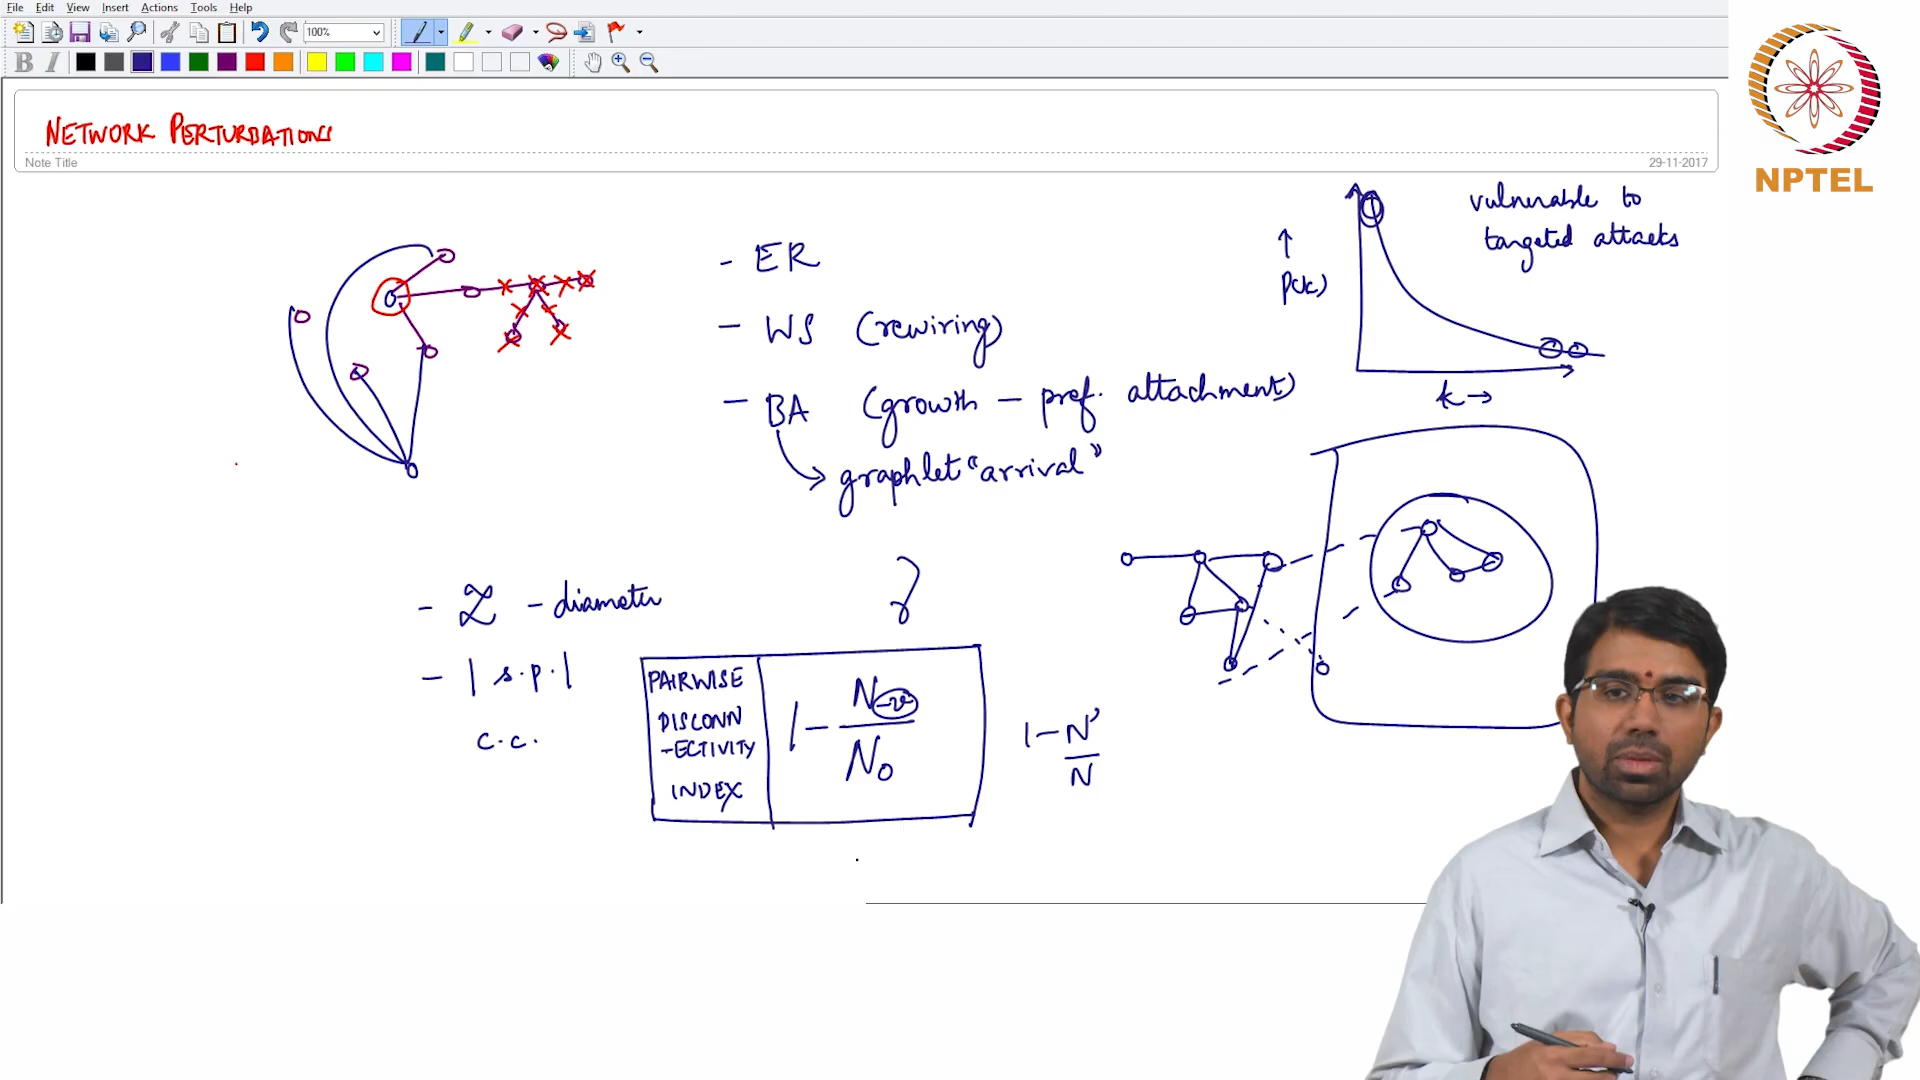 File Edit View Insert Actions Tools Help
100%
B I
NETWORK PERTURBATIONS
Note Title
29-11-2017
NPTEL
- ER
- WS (rewiring)
- BA (growth - pref. attachment)
graphlet "arrival"
vulnerable to
targeted attacks
↑
P(k)
k →
- diameter
- | s.p. |
c.c.
PAIRWISE
DISCONN
-ECTIVITY
INDEX
1 - N-v / N0
1 - N' / N